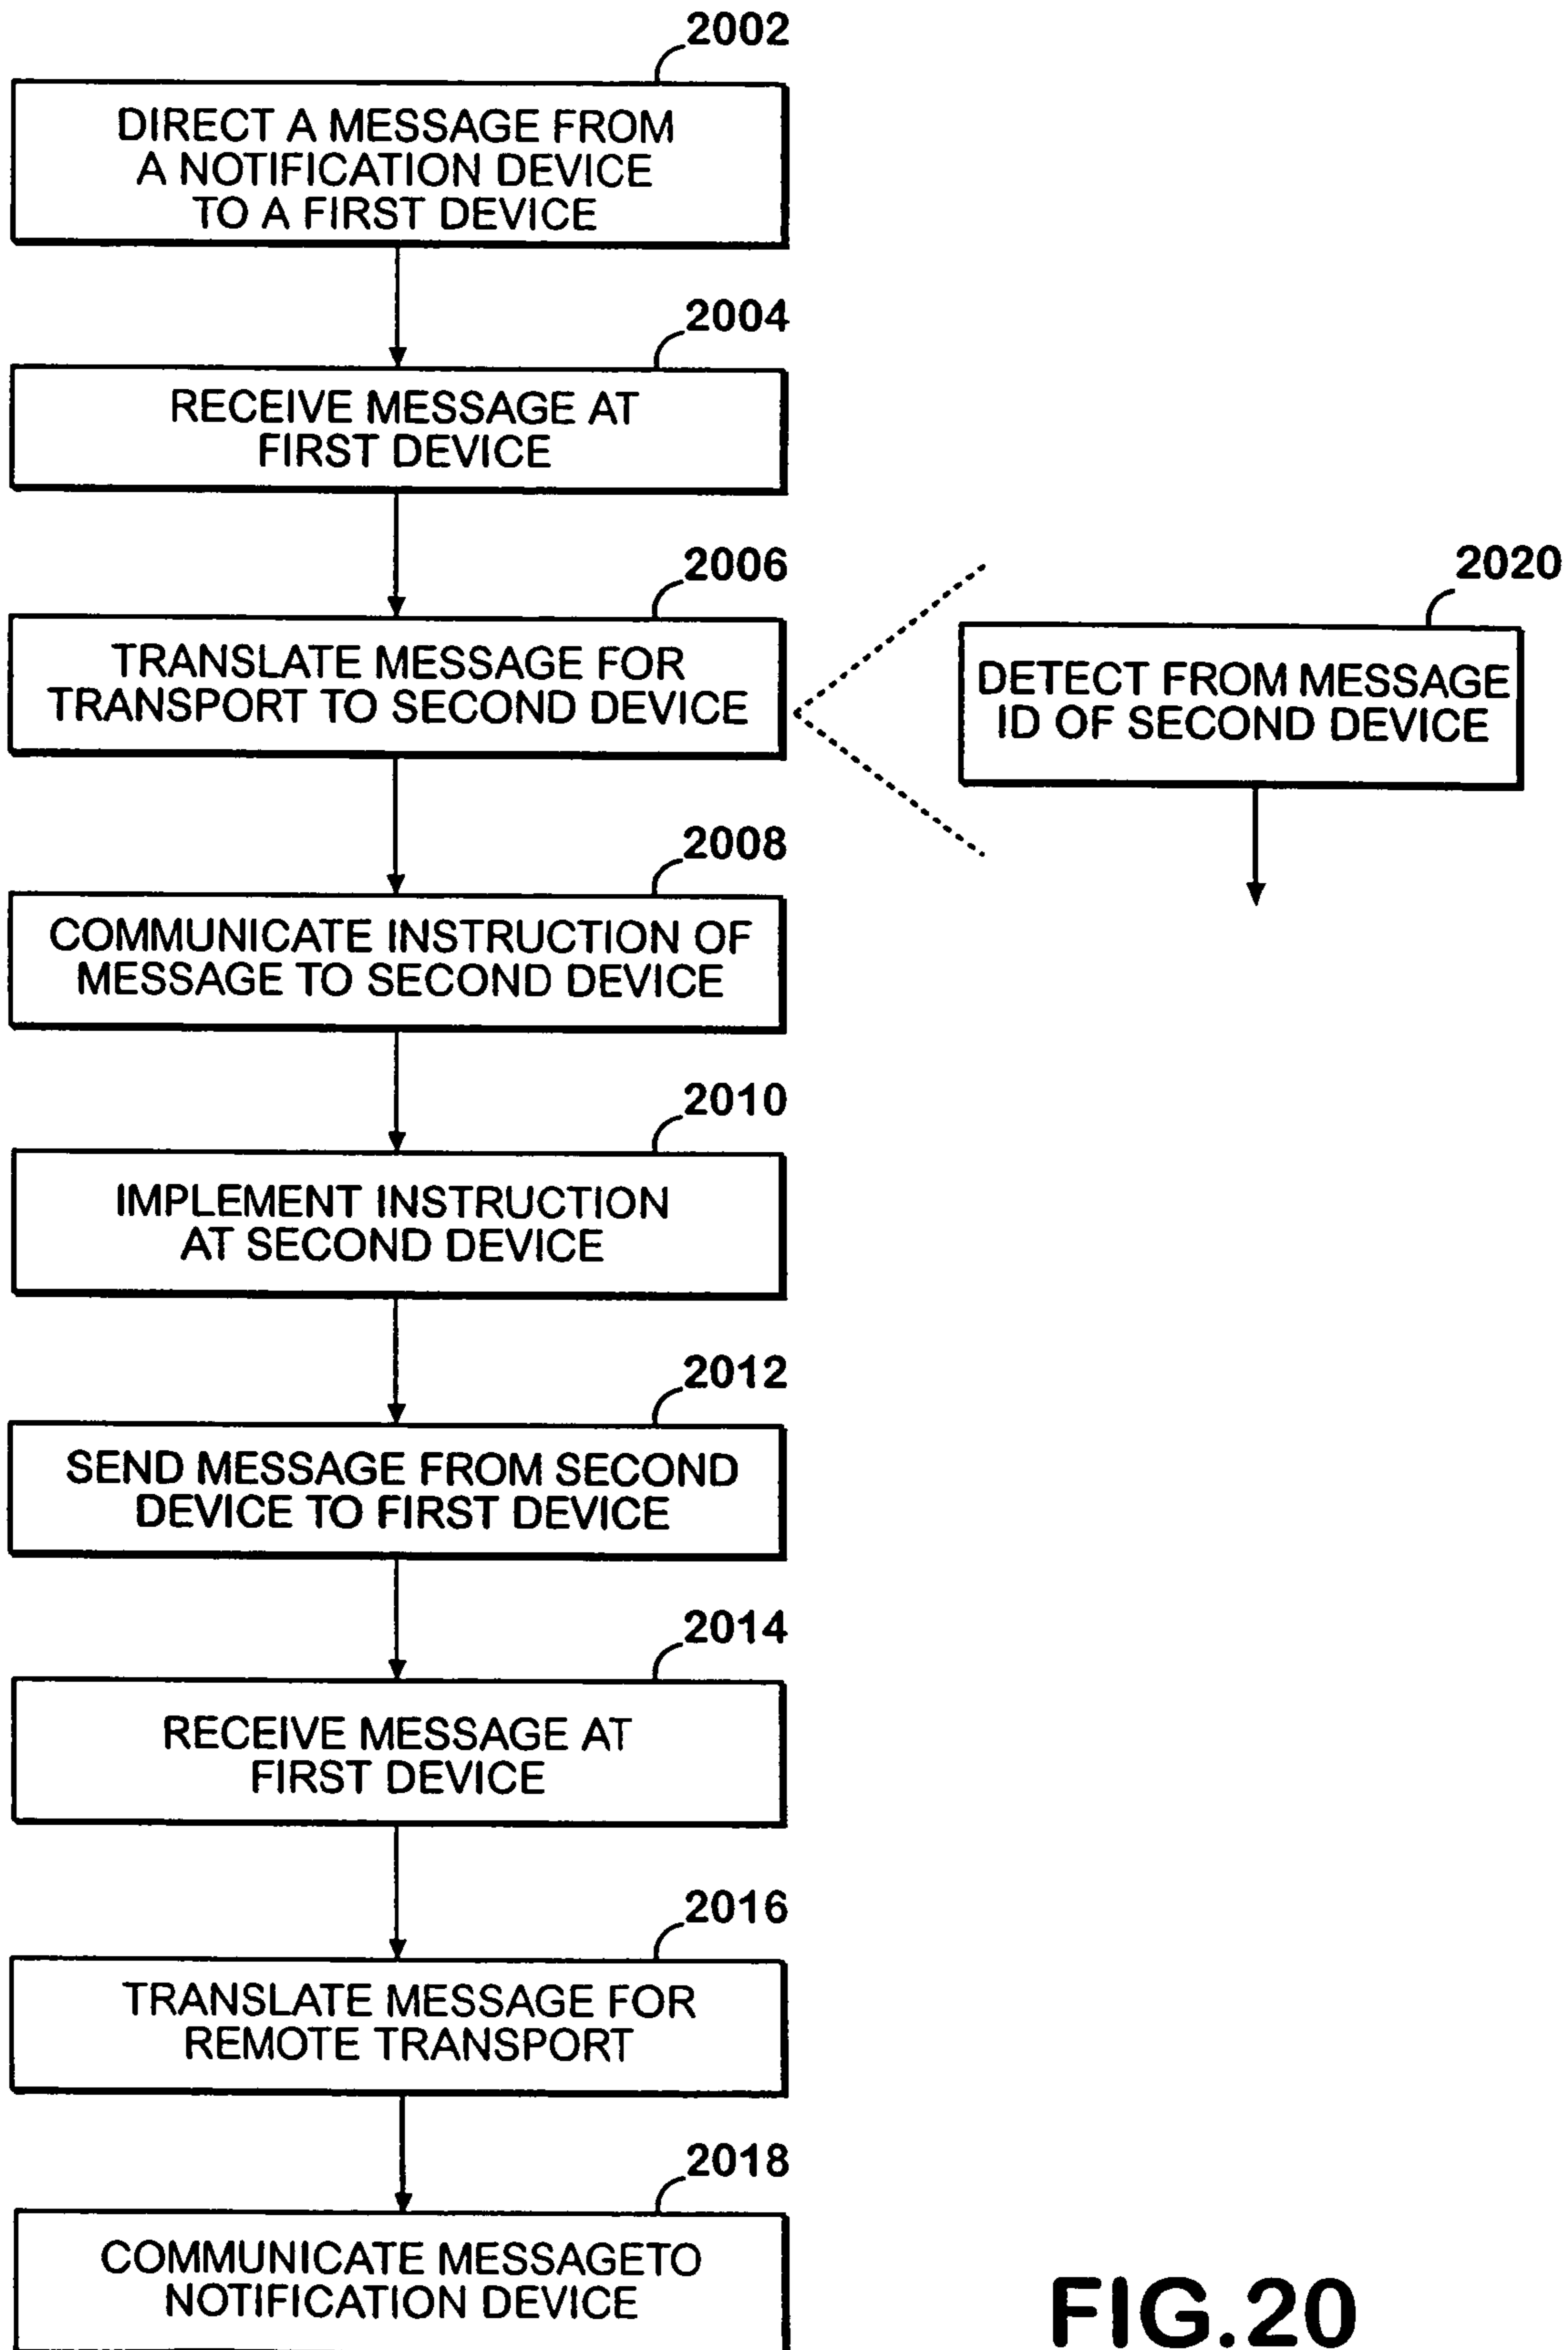 2002
DIRECT A MESSAGE FROM
A NOTIFICATION DEVICE
TO A FIRST DEVICE
2004
RECEIVE MESSAGE AT
FIRST DEVICE
2006
TRANSLATE MESSAGE FOR
TRANSPORT TO SECOND DEVICE
2020
DETECT FROM MESSAGE
ID OF SECOND DEVICE
2008
COMMUNICATE INSTRUCTION OF
MESSAGE TO SECOND DEVICE
2010
IMPLEMENT INSTRUCTION
AT SECOND DEVICE
2012
SEND MESSAGE FROM SECOND
DEVICE TO FIRST DEVICE
2014
RECEIVE MESSAGE AT
FIRST DEVICE
2016
TRANSLATE MESSAGE FOR
REMOTE TRANSPORT
2018
COMMUNICATE MESSAGETO
NOTIFICATION DEVICE
FIG.20